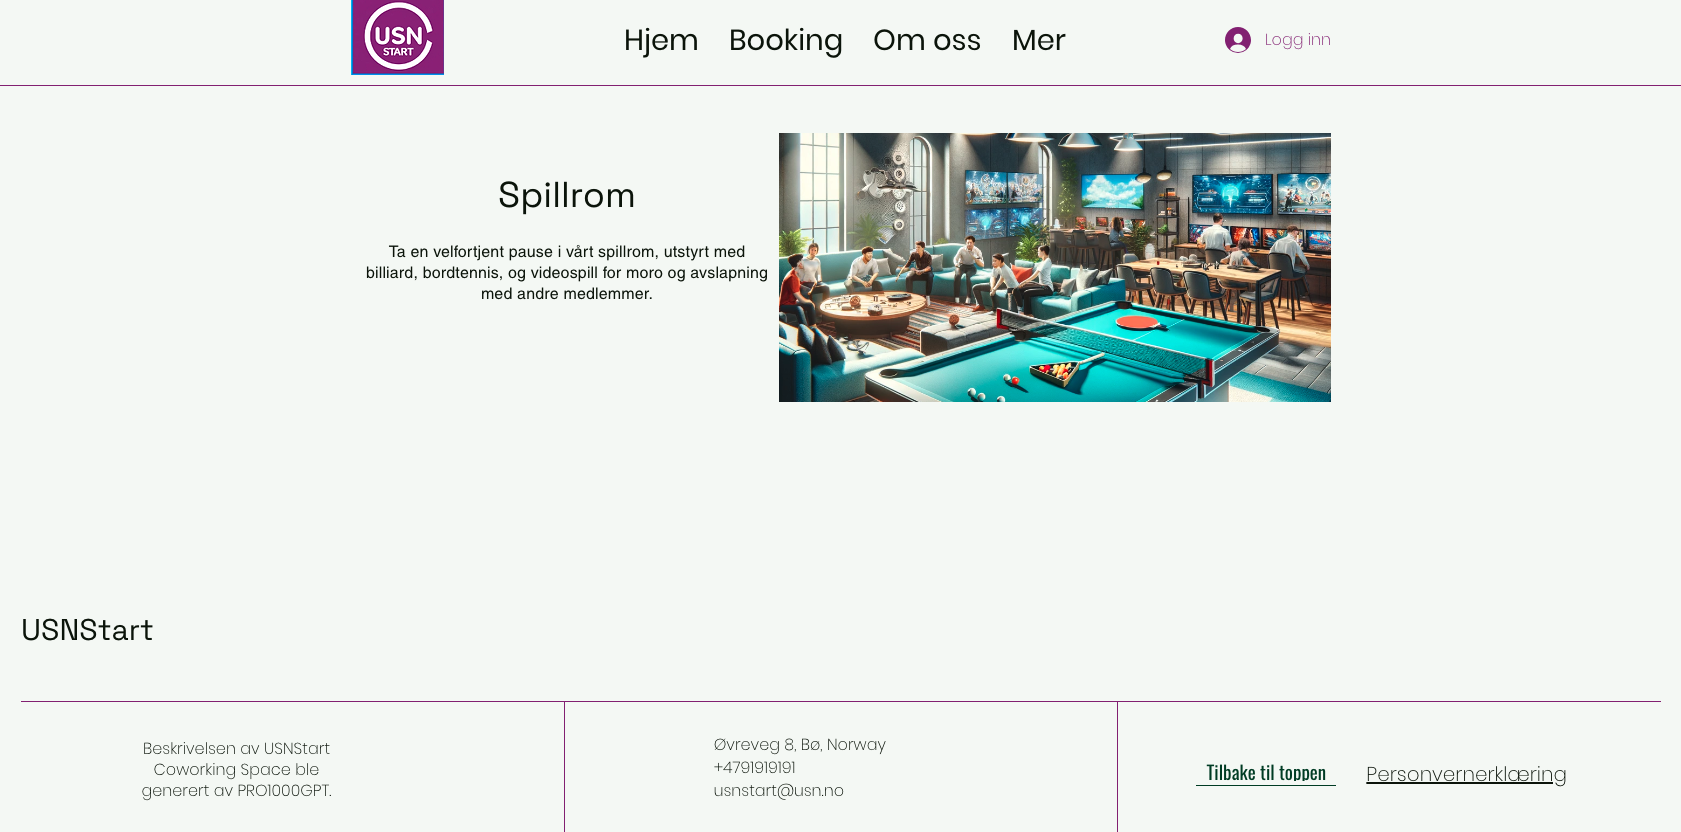 USN
START
Hjem Booking Om oss Mer
Logg inn
Spillrom
Ta en velfortjent pause i vårt spillrom, utstyrt med
billiard, bordtennis, og videospill for moro og avslapning
med andre medlemmer.
USNStart
Beskrivelsen av USNStart
Coworking Space ble
generert av PRO1000GPT.
Øvreveg 8, Bø, Norway
+4791919191
usnstart@usn.no
Tilbake til toppen
Personvernerklæring